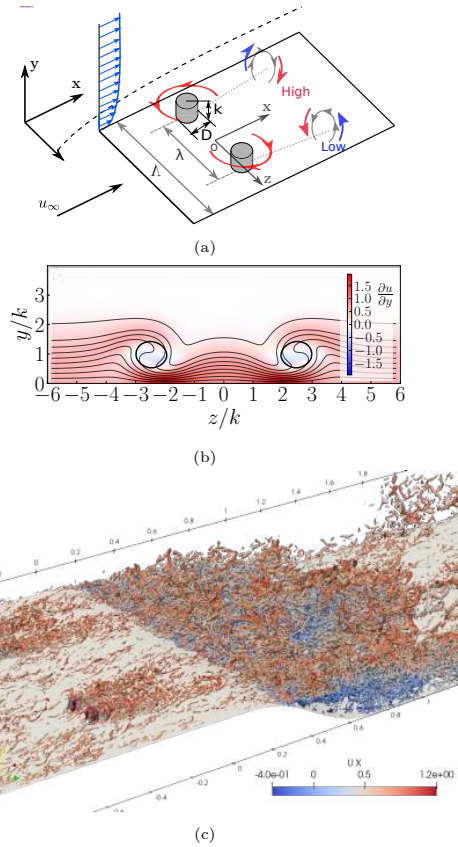 y
x
k
High
D
x
λ
o
Λ
Low
z
u∞
(a)
3
2
1
0
y/k
−6 −5 −4 −3 −2 −1 0 1 2 3 4 5 6
z/k
1.5
1.0
0.5
0.0
−0.5
−1.0
−1.5
∂u
∂y
(b)
0 0.2 0.4 0.6 0.8 1 1.2 1.4 1.6 1.8
-0.6 -0.4 -0.2 0 0.2 0.4 0.6 0.8 1
U X
-4.0e-01 0 0.5 1.2e+00
(c)